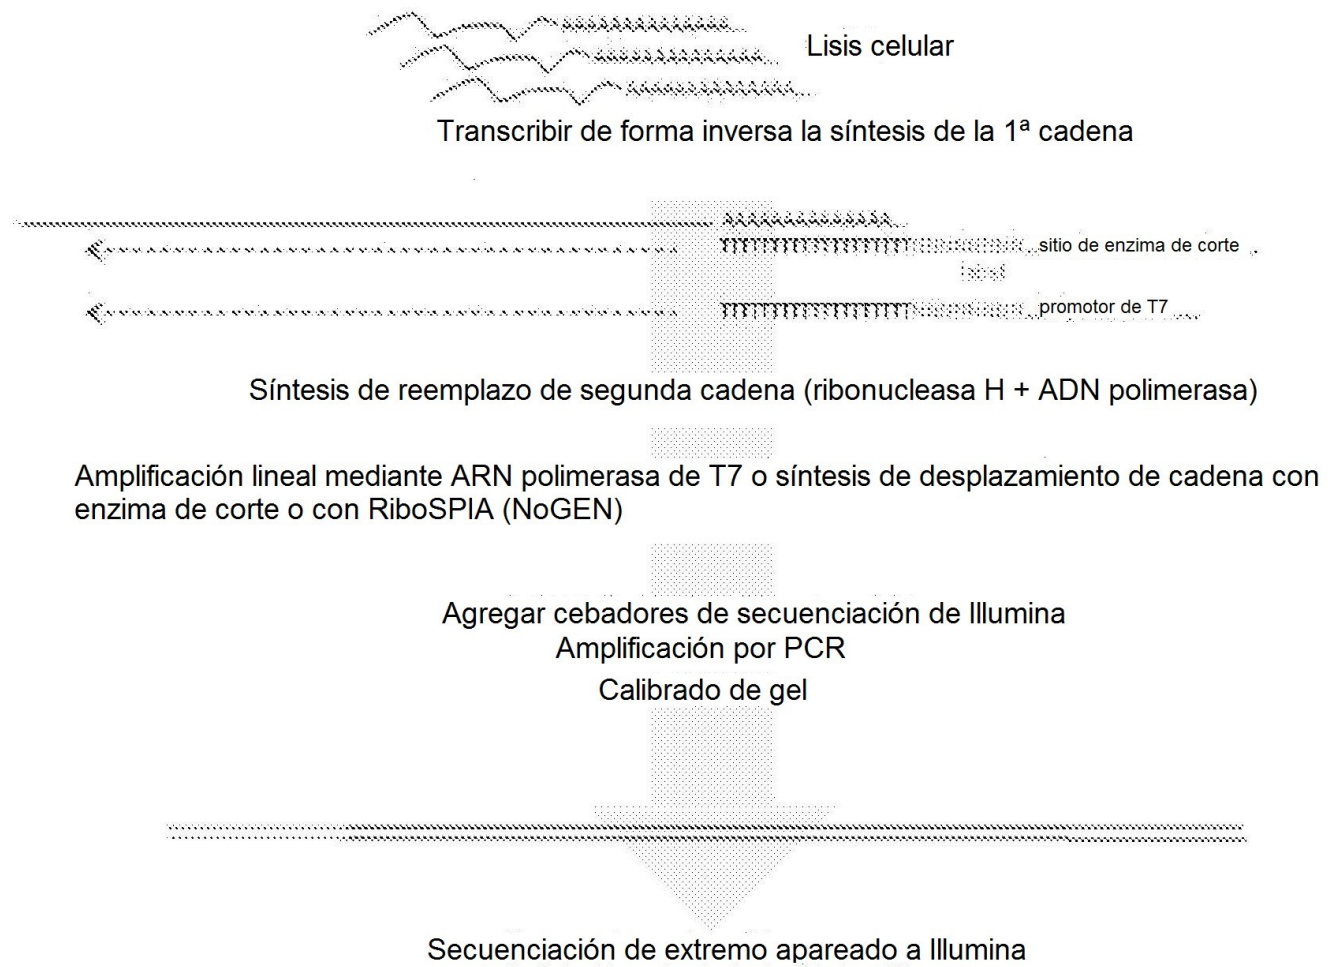 Lisis celular
Transcribir de forma inversa la síntesis de la 1ª cadena
sitio de enzima de corte
promotor de T7
Síntesis de reemplazo de segunda cadena (ribonucleasa H + ADN polimerasa)
Amplificación lineal mediante ARN polimerasa de T7 o síntesis de desplazamiento de cadena con
enzima de corte o con RiboSPIA (NoGEN)
Agregar cebadores de secuenciación de Illumina
Amplificación por PCR
Calibrado de gel
Secuenciación de extremo apareado a Illumina